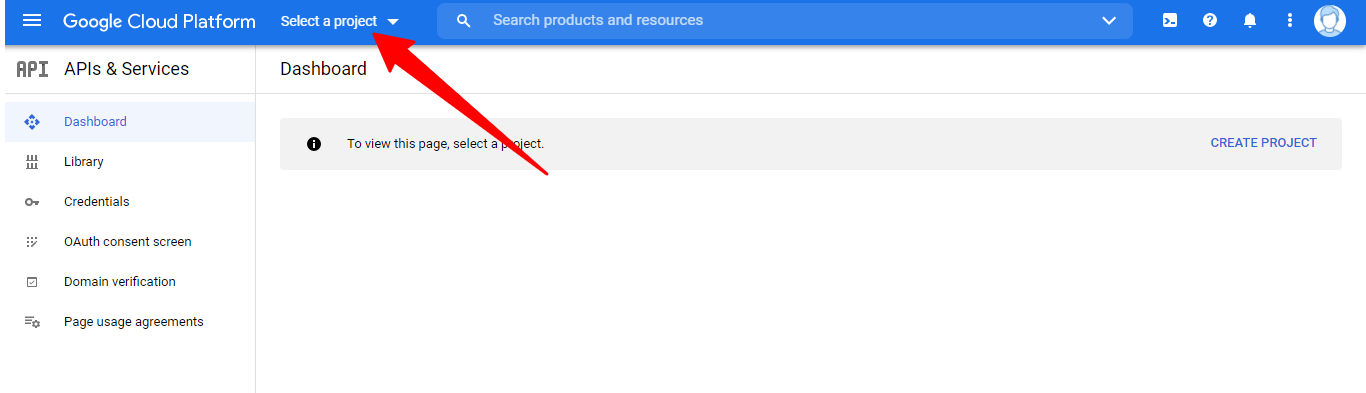 Google Cloud Platform
Select a project
Search products and resources
API
APIs & Services
Dashboard
Dashboard
Library
Credentials
OAuth consent screen
Domain verification
Page usage agreements
To view this page, select a project.
CREATE PROJECT